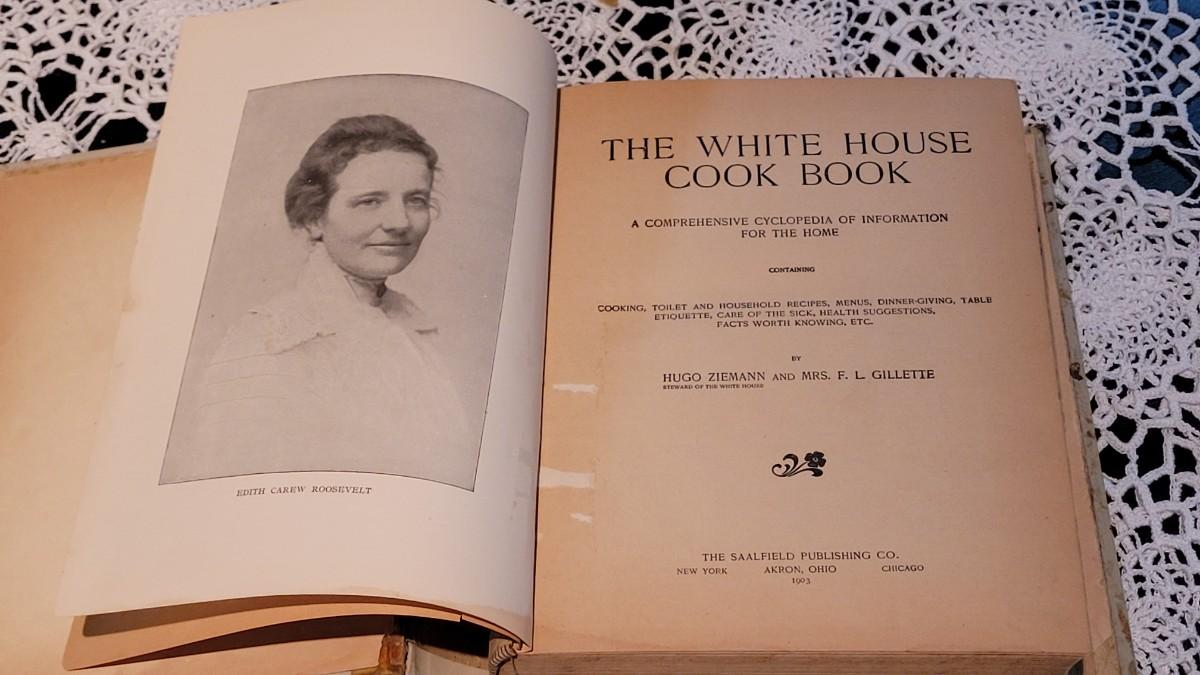 EDITH CAREW ROOSEVELT
THE WHITE HOUSE
COOK BOOK
A COMPREHENSIVE CYCLOPEDIA OF INFORMATION
FOR THE HOME
CONTAINING
COOKING, TOILET AND HOUSEHOLD RECIPES, MENUS, DINNER-GIVING, TABLE
ETIQUETTE, CARE OF THE SICK, HEALTH SUGGESTIONS,
FACTS WORTH KNOWING, ETC.
BY
HUGO ZIEMANN AND MRS. F. L. GILLETTE
STEWARD OF THE WHITE HOUSE
THE SAALFIELD PUBLISHING CO.
NEW YORK AKRON, OHIO CHICAGO
1903